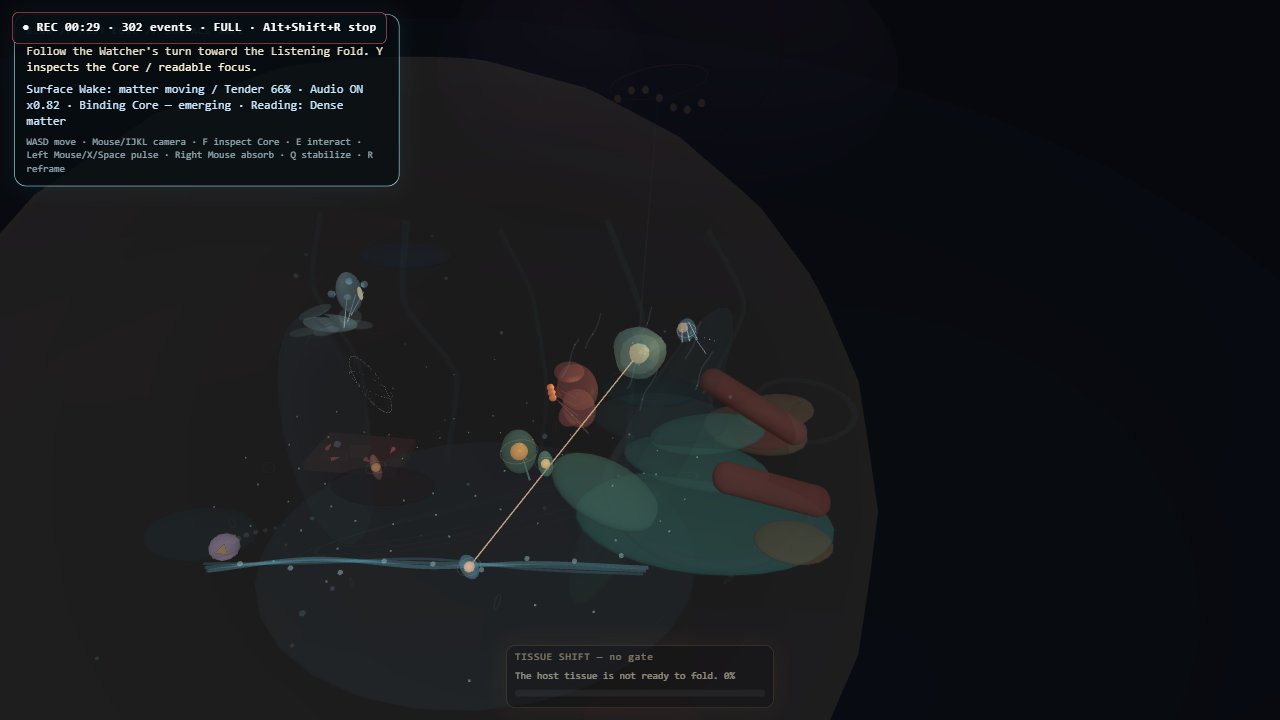 ● REC 00:29 · 302 events · FULL · Alt+Shift+R stop
Follow the Watcher's turn toward the Listening Fold. Y
inspects the Core / readable focus.
Surface Wake: matter moving / Tender 66% · Audio ON
x0.82 · Binding Core — emerging · Reading: Dense
matter
WASD move · Mouse/IJKL camera · F inspect Core · E interact ·
Left Mouse/X/Space pulse · Right Mouse absorb · Q stabilize · R
reframe
TISSUE SHIFT — no gate
The host tissue is not ready to fold. 0%